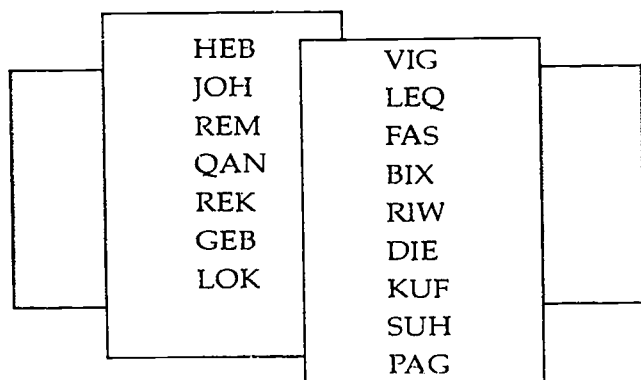 HEB
JOH
REM
QAN
REK
GEB
LOK
VIG
LEQ
FAS
BIX
RIW
DIE
KUF
SUH
PAG